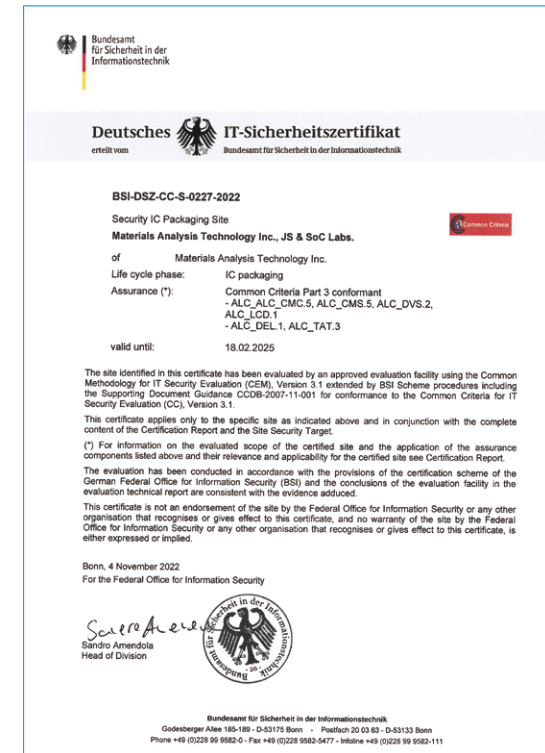 Bundesamt
für Sicherheit in der
Informationstechnik
Deutsches IT-Sicherheitszertifikat
erteilt vom Bundesamt für Sicherheit in der Informationstechnik
BSI-DSZ-CC-S-0227-2022
Security IC Packaging Site
Materials Analysis Technology Inc., JS & SoC Labs.
Common Criteria
of Materials Analysis Technology Inc.
Life cycle phase: IC packaging
Assurance (*): Common Criteria Part 3 conformant
- ALC_ALC_CMC.5, ALC_CMS.5, ALC_DVS.2,
ALC_LCD.1
- ALC_DEL.1, ALC_TAT.3
valid until: 18.02.2025
The site identified in this certificate has been evaluated by an approved evaluation facility using the Common
Methodology for IT Security Evaluation (CEM), Version 3.1 extended by BSI Scheme procedures including
the Supporting Document Guidance CCDB-2007-11-001 for conformance to the Common Criteria for IT
Security Evaluation (CC), Version 3.1.
This certificate applies only to the specific site as indicated above and in conjunction with the complete
content of the Certification Report and the Site Security Target.
(*) For information on the evaluated scope of the certified site and the application of the assurance
components listed above and their relevance and applicability for the certified site see Certification Report.
The evaluation has been conducted in accordance with the provisions of the certification scheme of the
German Federal Office for Information Security (BSI) and the conclusions of the evaluation facility in the
evaluation technical report are consistent with the evidence adduced.
This certificate is not an endorsement of the site by the Federal Office for Information Security or any other
organisation that recognises or gives effect to this certificate, and no warranty of the site by the Federal
Office for Information Security or any other organisation that recognises or gives effect to this certificate, is
either expressed or implied.
Bonn, 4 November 2022
For the Federal Office for Information Security
Sandro Amendola
Head of Division
Bundesamt für Sicherheit in der Informationstechnik
- 26 -
Bundesamt für Sicherheit in der Informationstechnik
Godesberger Allee 185-189 - D-53175 Bonn - Postfach 20 03 63 - D-53133 Bonn
Phone +49 (0)228 99 9582-0 - Fax +49 (0)228 9582-5477 - Infoline +49 (0)228 99 9582-111